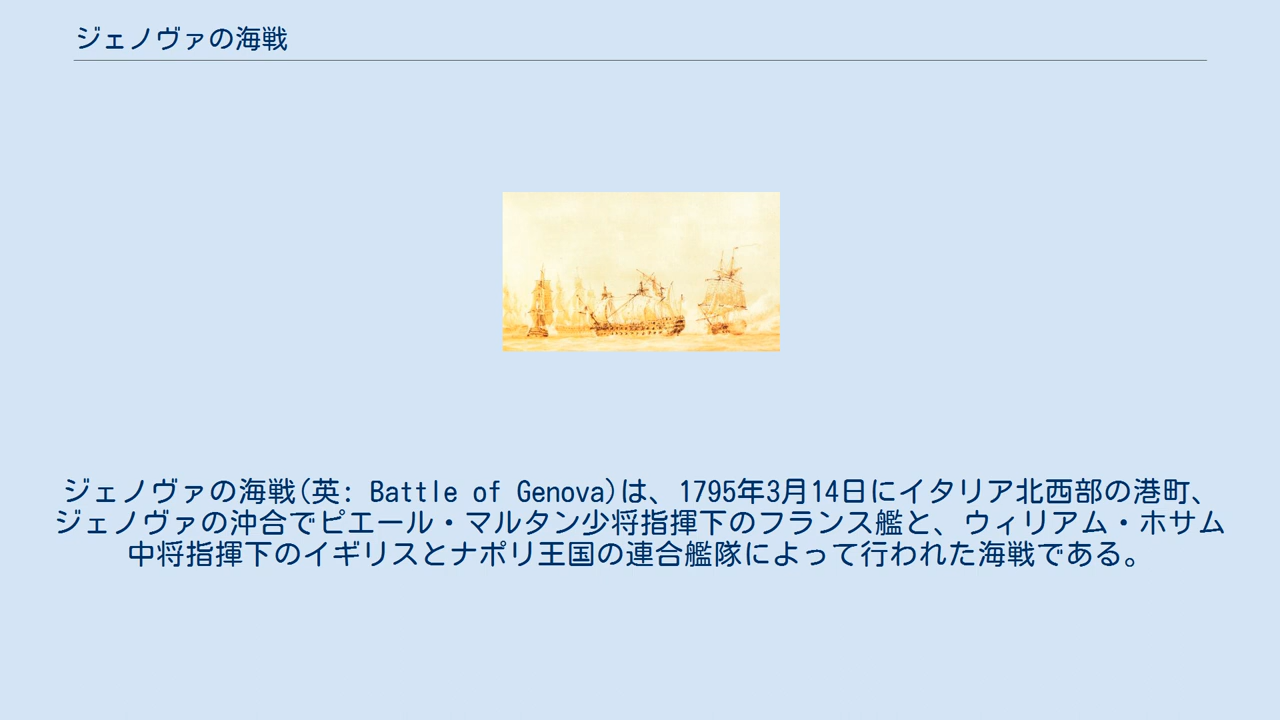 ジェノヴァの海戦
ジェノヴァの海戦(英: Battle of Genova)は、1795年3月14日にイタリア北西部の港町、
ジェノヴァの沖合でピエール・マルタン少将指揮下のフランス艦と、ウィリアム・ホサム
中将指揮下のイギリスとナポリ王国の連合艦隊によって行われた海戦である。